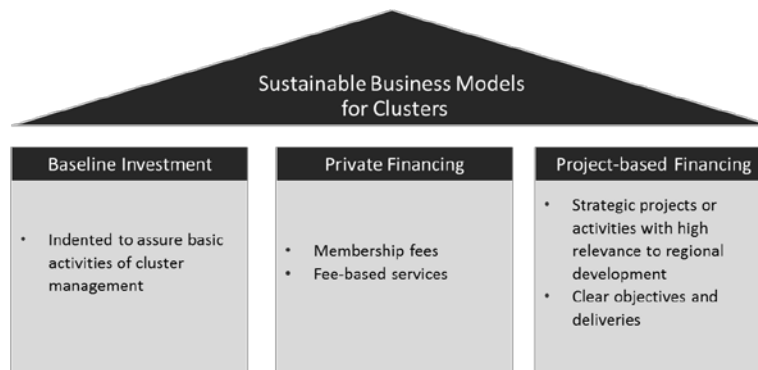 Sustainable Business Models
for Clusters
Baseline Investment
• Indented to assure basic
activities of cluster
management
Private Financing
• Membership fees
• Fee-based services
Project-based Financing
• Strategic projects or
activities with high
relevance to regional
development
• Clear objectives and
deliveries